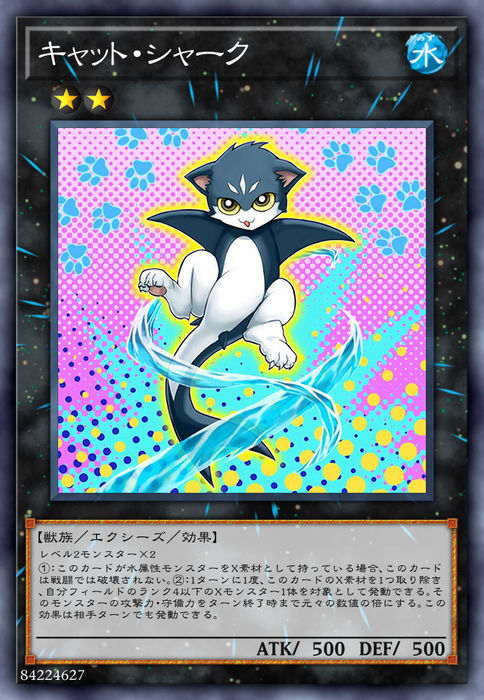 キャット・シャーク
みず
水
【獣族／エクシーズ／効果】
レベル2モンスター×2
①:このカードが水属性モンスターをX素材として持っている場合、このカード
は戦闘では破壊されない。②:1ターンに1度、このカードのX素材を1つ取り除き、
自分フィールドのランク4以下のXモンスター1体を対象として発動できる。そ
のモンスターの攻撃力・守備力をターン終了時まで元々の数値の倍にする。この
効果は相手ターンでも発動できる。
ATK/ 500 DEF/ 500
84224627